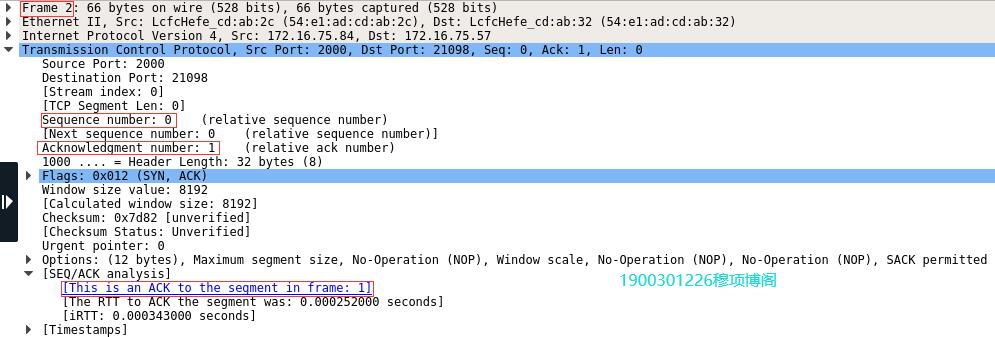 Frame 2: 66 bytes on wire (528 bits), 66 bytes captured (528 bits)
Ethernet II, Src: LcfcHefe_cd:ab:2c (54:e1:ad:cd:ab:2c), Dst: LcfcHefe_cd:ab:32 (54:e1:ad:cd:ab:32)
Internet Protocol Version 4, Src: 172.16.75.84, Dst: 172.16.75.57
Transmission Control Protocol, Src Port: 2000, Dst Port: 21098, Seq: 0, Ack: 1, Len: 0
Source Port: 2000
Destination Port: 21098
[Stream index: 0]
[TCP Segment Len: 0]
Sequence number: 0    (relative sequence number)
[Next sequence number: 0    (relative sequence number)]
Acknowledgment number: 1    (relative ack number)
1000 .... = Header Length: 32 bytes (8)
Flags: 0x012 (SYN, ACK)
Window size value: 8192
[Calculated window size: 8192]
Checksum: 0x7d82 [unverified]
[Checksum Status: Unverified]
Urgent pointer: 0
Options: (12 bytes), Maximum segment size, No-Operation (NOP), Window scale, No-Operation (NOP), No-Operation (NOP), SACK permitted
[SEQ/ACK analysis]
[This is an ACK to the segment in frame: 1]
1900301226穆项博阁
[The RTT to ACK the segment was: 0.000252000 seconds]
[iRTT: 0.000343000 seconds]
[Timestamps]